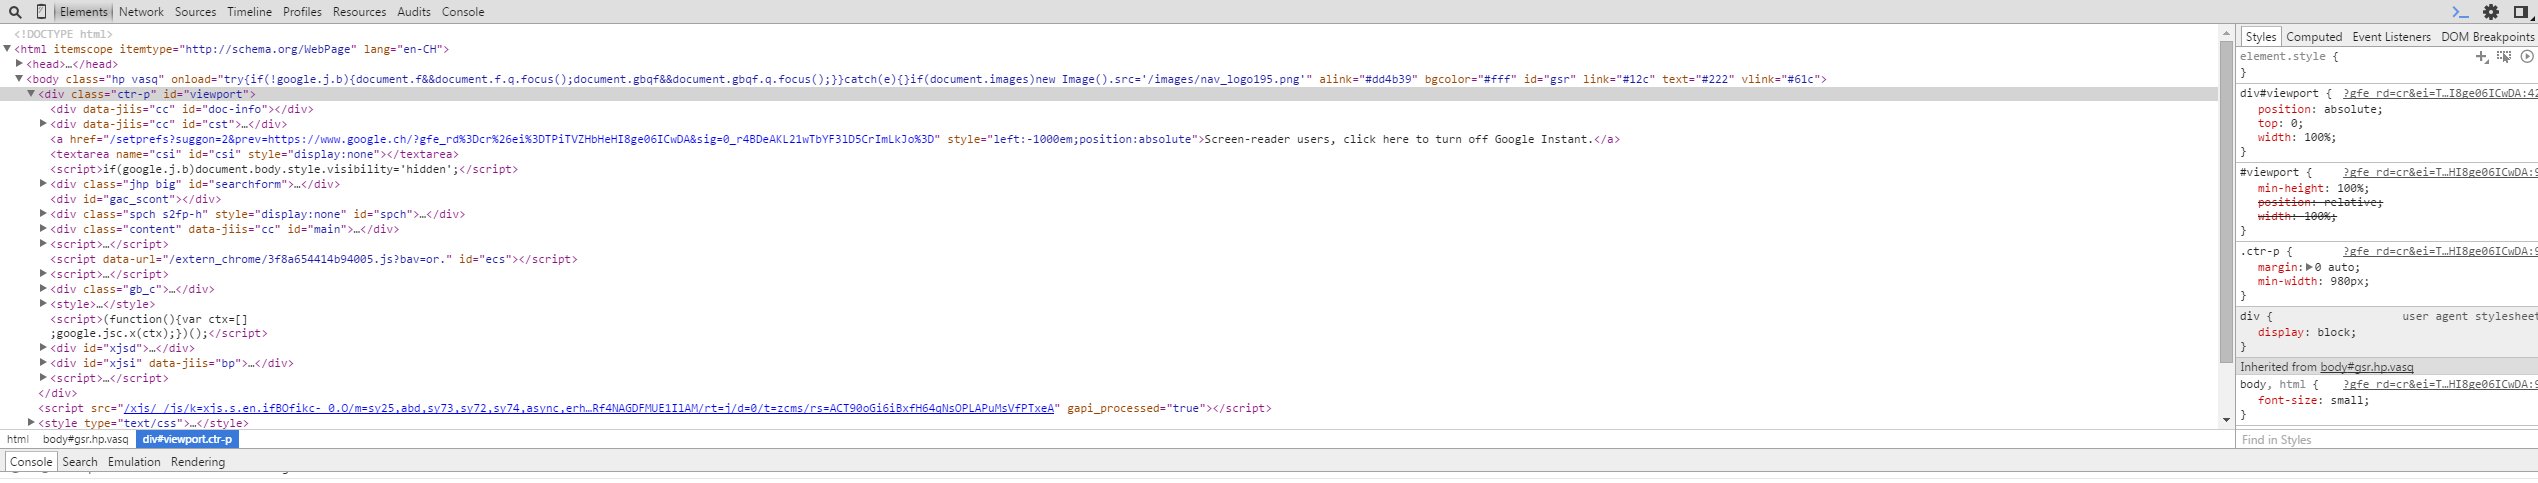 Elements Network Sources Timeline Profiles Resources Audits Console
<!DOCTYPE html>
<html itemscope itemtype="http://schema.org/WebPage" lang="en-CH">
<head>…</head>
<body class="hp vasq" onload="try{if(!google.j.b){document.f&&document.f.q.focus();document.gbqf&&document.gbqf.q.focus();}}catch(e){}if(document.images)new Image().src='/images/nav_logo195.png'" alink="#dd4b39" bgcolor="#fff" id="gsr" link="#12c" text="#222" vlink="#61c">
<div class="ctr-p" id="viewport">
<div data-jiis="cc" id="doc-info"></div>
<div data-jiis="cc" id="cst">…</div>
<a href="/setprefs?suggon=2&prev=https://www.google.ch/?gfe_rd%3Dcr%26ei%3DTPiTVZHbHeHI8ge06ICwDA&sig=0_r4BDeAKL21wTbYF3lD5CrImLkJo%3D" style="left:-1000em;position:absolute">Screen-reader users, click here to turn off Google Instant.</a>
<textarea name="csi" id="csi" style="display:none"></textarea>
<script>if(google.j.b)document.body.style.visibility='hidden';</script>
<div class="jhp big" id="searchform">…</div>
<div id="gac_scont"></div>
<div class="spch s2fp-h" style="display:none" id="spch">…</div>
<div class="content" data-jiis="cc" id="main">…</div>
<script>…</script>
<script data-url="/extern_chrome/3f8a654414b94005.js?bav=or." id="ecs"></script>
<script>…</script>
<div class="gb_c">…</div>
<style>…</style>
<script>(function(){var ctx=[]
;google.jsc.x(ctx);})();</script>
<div id="xjsd">…</div>
<div id="xjsi" data-jiis="bp">…</div>
<script>…</script>
</div>
<script src="/xjs/_/js/k=xjs.s.en.ifBOfikc-_0.O/m=sy25,abd,sy73,sy72,sy74,async,erh…Rf4NAGDFMUE1IlAM/rt=j/d=0/t=zcms/rs=ACT90oGi6iBxfH64qNsOPLAPuMsVfPTxeA" gapi_processed="true"></script>
<style type="text/css">…</style>
html body#gsr.hp.vasq div#viewport.ctr-p
Console Search Emulation Rendering
Styles Computed Event Listeners DOM Breakpoints
element.style {
}
div#viewport { ?gfe_rd=cr&ei=T…I8ge06ICwDA:42
position: absolute;
top: 0;
width: 100%;
}
#viewport { ?gfe_rd=cr&ei=T…HI8ge06ICwDA:9
min-height: 100%;
position: relative;
width: 100%;
}
.ctr-p { ?gfe_rd=cr&ei=T…HI8ge06ICwDA:9
margin: 0 auto;
min-width: 980px;
}
div { user agent stylesheet
display: block;
}
Inherited from body#gsr.hp.vasq
body, html { ?gfe_rd=cr&ei=T…HI8ge06ICwDA:9
font-size: small;
}
Find in Styles